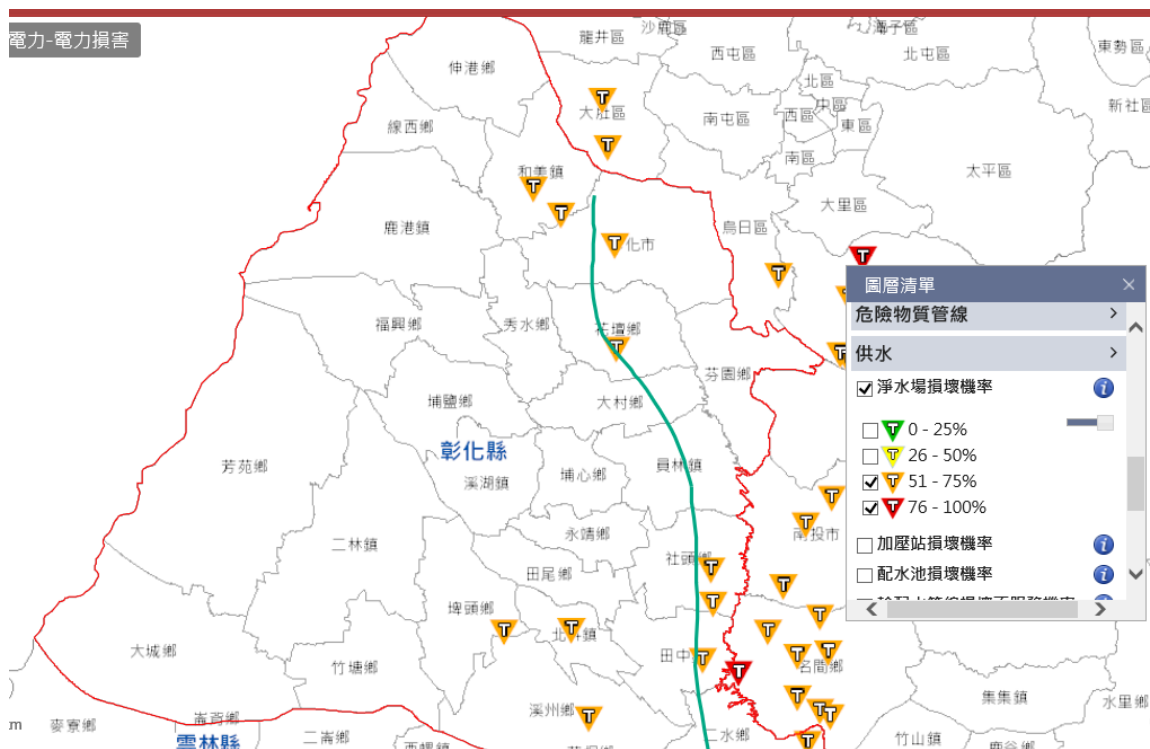 電力-電力損害
沙鹿區
龍井區
西屯區
北屯區
東勢區
伸港鄉
北區
大肚區
中區
新社區
線西鄉
南屯區
西區
東區
和美鎮
南區
太平區
大里區
鹿港鎮
烏日區
化市
福興鄉
秀水鄉
花壇鄉
芬園鄉
埔鹽鄉
大村鄉
彰化縣
芳苑鄉
員林鎮
溪湖鎮
埔心鄉
永靖鄉
南投市
二林鎮
社頭鄉
田尾鄉
埤頭鄉
大城鄉
田中
竹塘鄉
名間鄉
溪州鄉
集集鎮
水里鄉
麥寮鄉
崙背鄉
雲林縣
二崙鄉
西螺鎮
二水鄉
竹山鎮
鹿谷鄉
m
圖層清單
×
危險物質管線
供水
淨水場損壞機率
T 0 - 25%
T 26 - 50%
T 51 - 75%
T 76 - 100%
加壓站損壞機率
配水池損壞機率